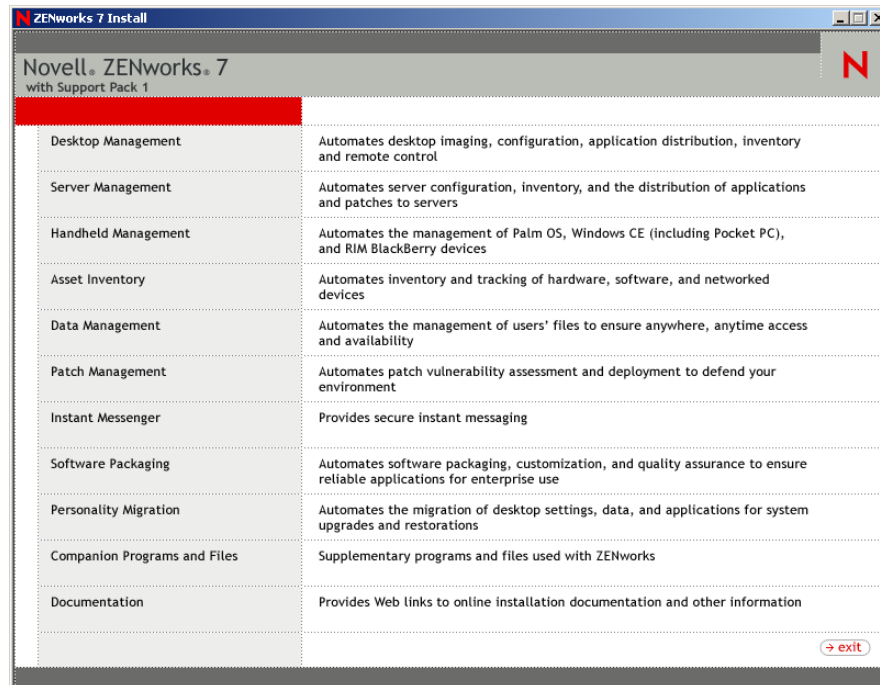 ZENworks 7 Install
Novell® ZENworks® 7
with Support Pack 1
N
Desktop Management
Automates desktop imaging, configuration, application distribution, inventory
and remote control
Server Management
Automates server configuration, inventory, and the distribution of applications
and patches to servers
Handheld Management
Automates the management of Palm OS, Windows CE (including Pocket PC),
and RIM BlackBerry devices
Asset Inventory
Automates inventory and tracking of hardware, software, and networked
devices
Data Management
Automates the management of users’ files to ensure anywhere, anytime access
and availability
Patch Management
Automates patch vulnerability assessment and deployment to defend your
environment
Instant Messenger
Provides secure instant messaging
Software Packaging
Automates software packaging, customization, and quality assurance to ensure
reliable applications for enterprise use
Personality Migration
Automates the migration of desktop settings, data, and applications for system
upgrades and restorations
Companion Programs and Files
Supplementary programs and files used with ZENworks
Documentation
Provides Web links to online installation documentation and other information
→ exit